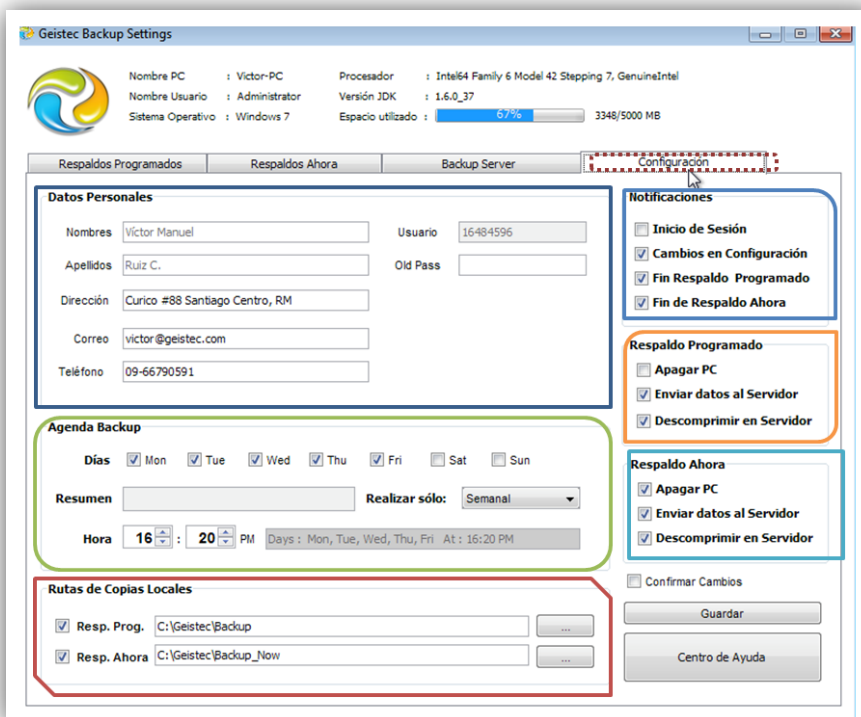 Geistec Backup Settings
Nombre PC : Victor-PC Procesador : Intel64 Family 6 Model 42 Stepping 7, GenuineIntel
Nombre Usuario : Administrator Versión JDK : 1.6.0_37
Sistema Operativo : Windows 7 Espacio utilizado : 67% 3348/5000 MB
Respaldos Programados Respaldos Ahora Backup Server Configuración
Datos Personales
Nombres Víctor Manuel Usuario 16484596
Apellidos Ruiz C. Old Pass
Dirección Curico #88 Santiago Centro, RM
Correo victor@geistec.com
Teléfono 09-66790591
Notificaciones
Inicio de Sesión
Cambios en Configuración
Fin Respaldo Programado
Fin de Respaldo Ahora
Respaldo Programado
Apagar PC
Enviar datos al Servidor
Descomprimir en Servidor
Agenda Backup
Días Mon Tue Wed Thu Fri Sat Sun
Resumen Realizar sólo: Semanal
Hora 16 : 20 PM Days : Mon, Tue, Wed, Thu, Fri At : 16:20 PM
Respaldo Ahora
Apagar PC
Enviar datos al Servidor
Descomprimir en Servidor
Rutas de Copias Locales
Resp. Prog. C:\Geistec\Backup ...
Resp. Ahora C:\Geistec\Backup_Now ...
Confirmar Cambios
Guardar
Centro de Ayuda